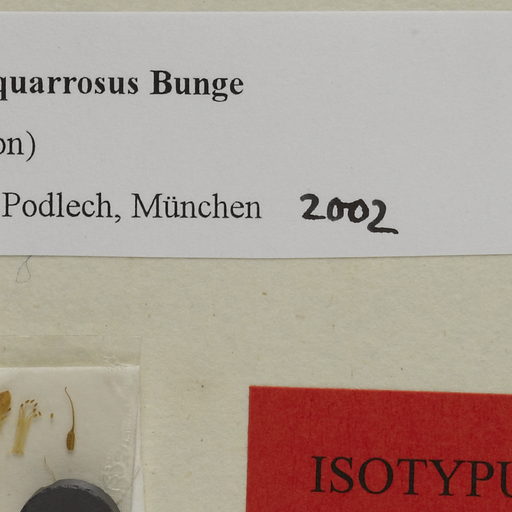 quarrosus Bunge
on)
Podlech, München 2002
ISOTYPU